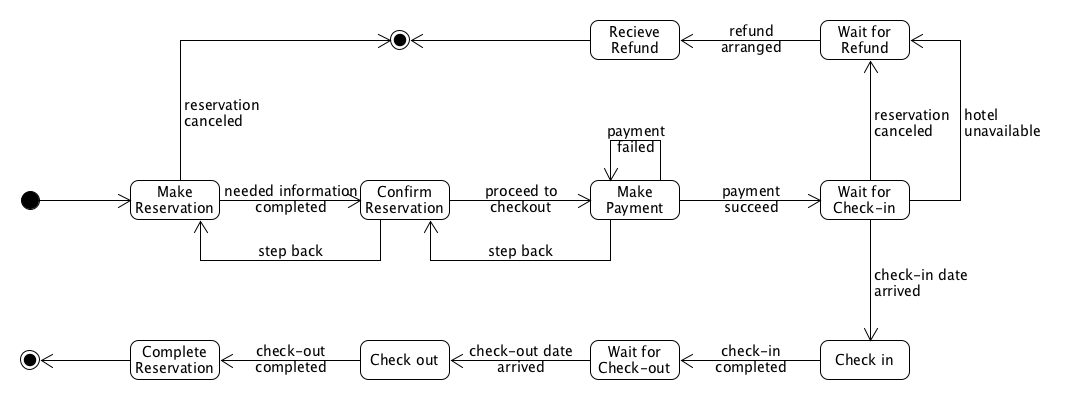 Recieve
Refund
refund
arranged
Wait for
Refund
reservation
canceled
payment
failed
reservation
canceled
hotel
unavailable
Make
Reservation
needed information
completed
Confirm
Reservation
proceed to
checkout
Make
Payment
payment
succeed
Wait for
Check-in
step back
step back
check-in date
arrived
Complete
Reservation
check-out
completed
Check out
check-out date
arrived
Wait for
Check-out
check-in
completed
Check in